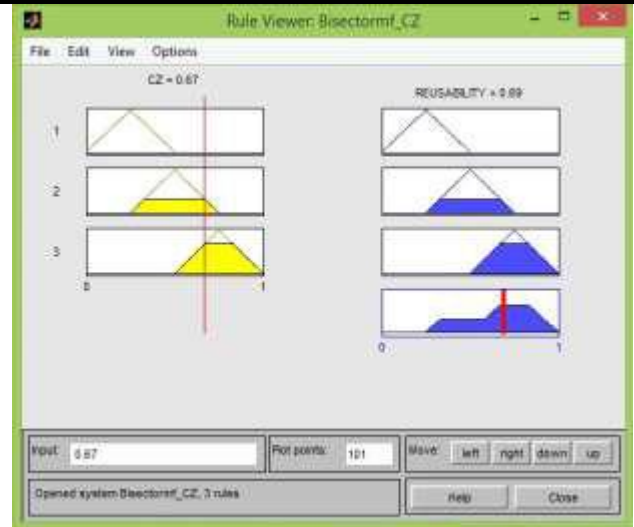 Rule Viewer: Bisectormf_CZ
File Edit View Options
CZ = 0.67
REUSABILITY = 0.69
1
2
3
0 1
0 1
Input: 0.67 Plot points: 101 Move: left right down up
Opened system Bisectormf_CZ, 3 rules Help Close